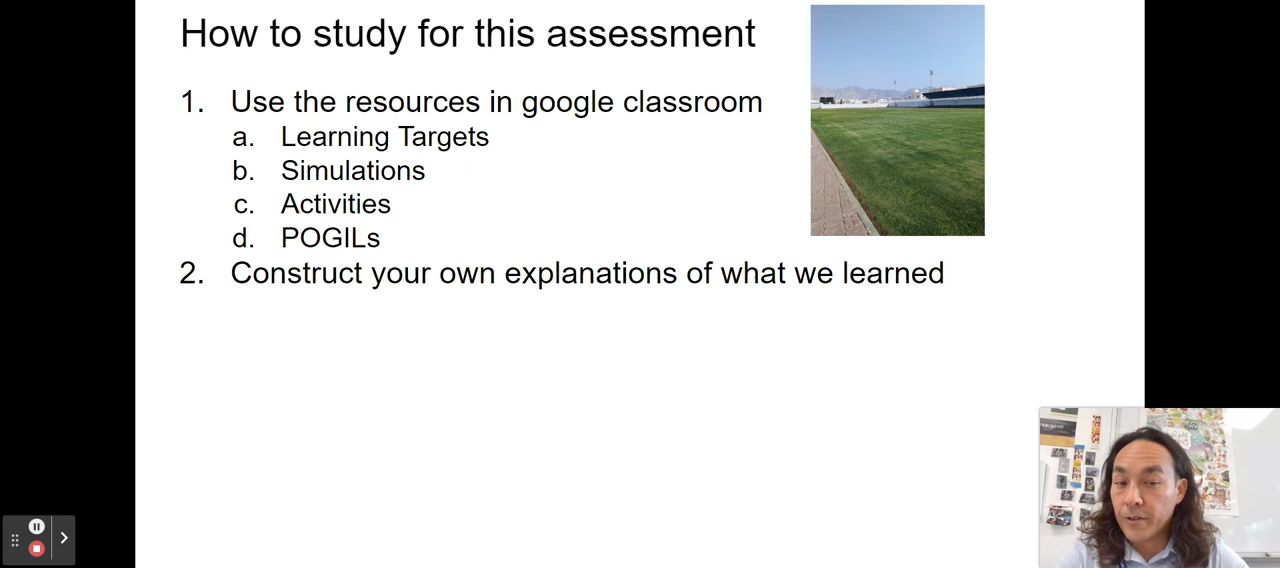 How to study for this assessment
1. Use the resources in google classroom
a. Learning Targets
b. Simulations
c. Activities
d. POGILs
2. Construct your own explanations of what we learned